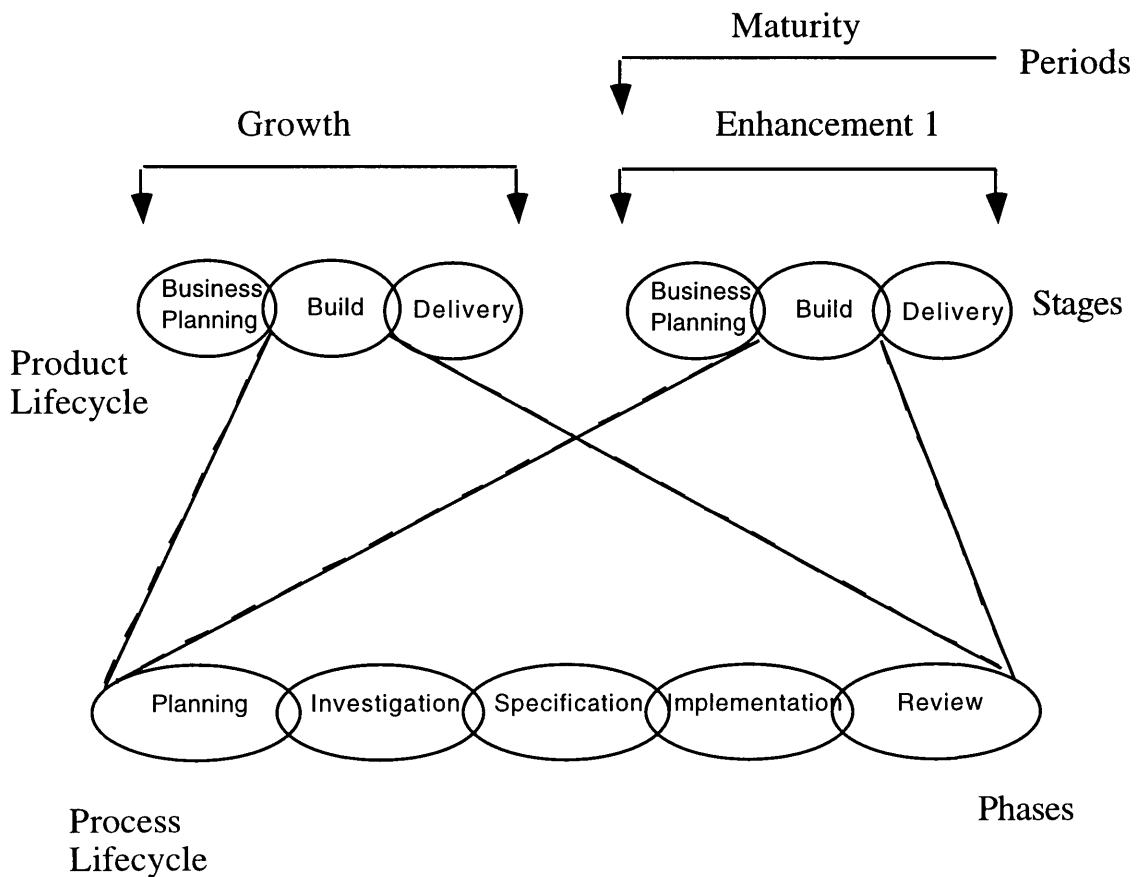 Maturity
Periods
Growth
Enhancement 1
Business
Planning
Build
Delivery
Business
Planning
Build
Delivery
Stages
Product
Lifecycle
Planning
Investigation
Specification
Implementation
Review
Process
Lifecycle
Phases